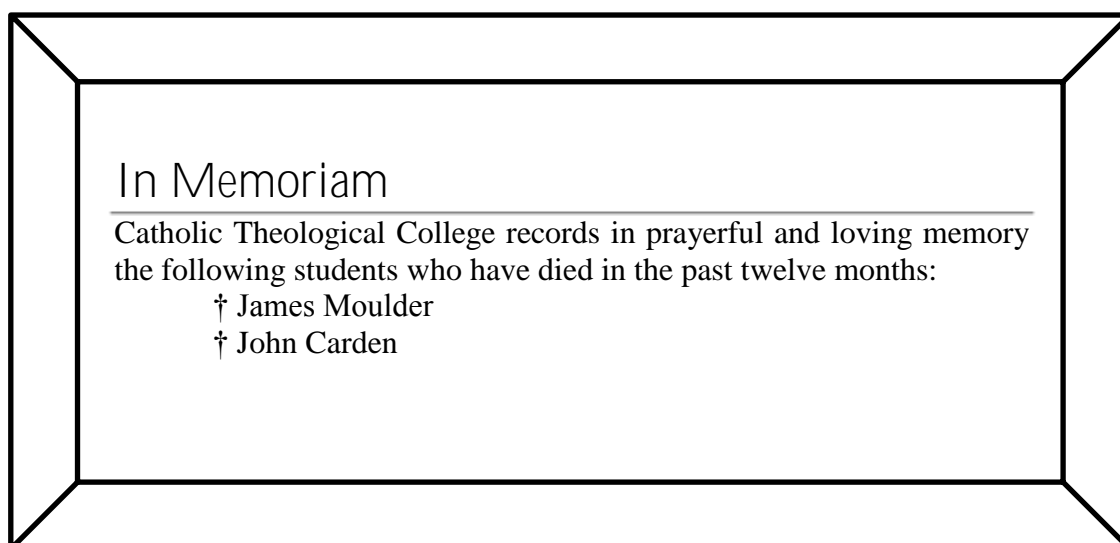 In Memoriam
Catholic Theological College records in prayerful and loving memory
the following students who have died in the past twelve months:
† James Moulder
† John Carden